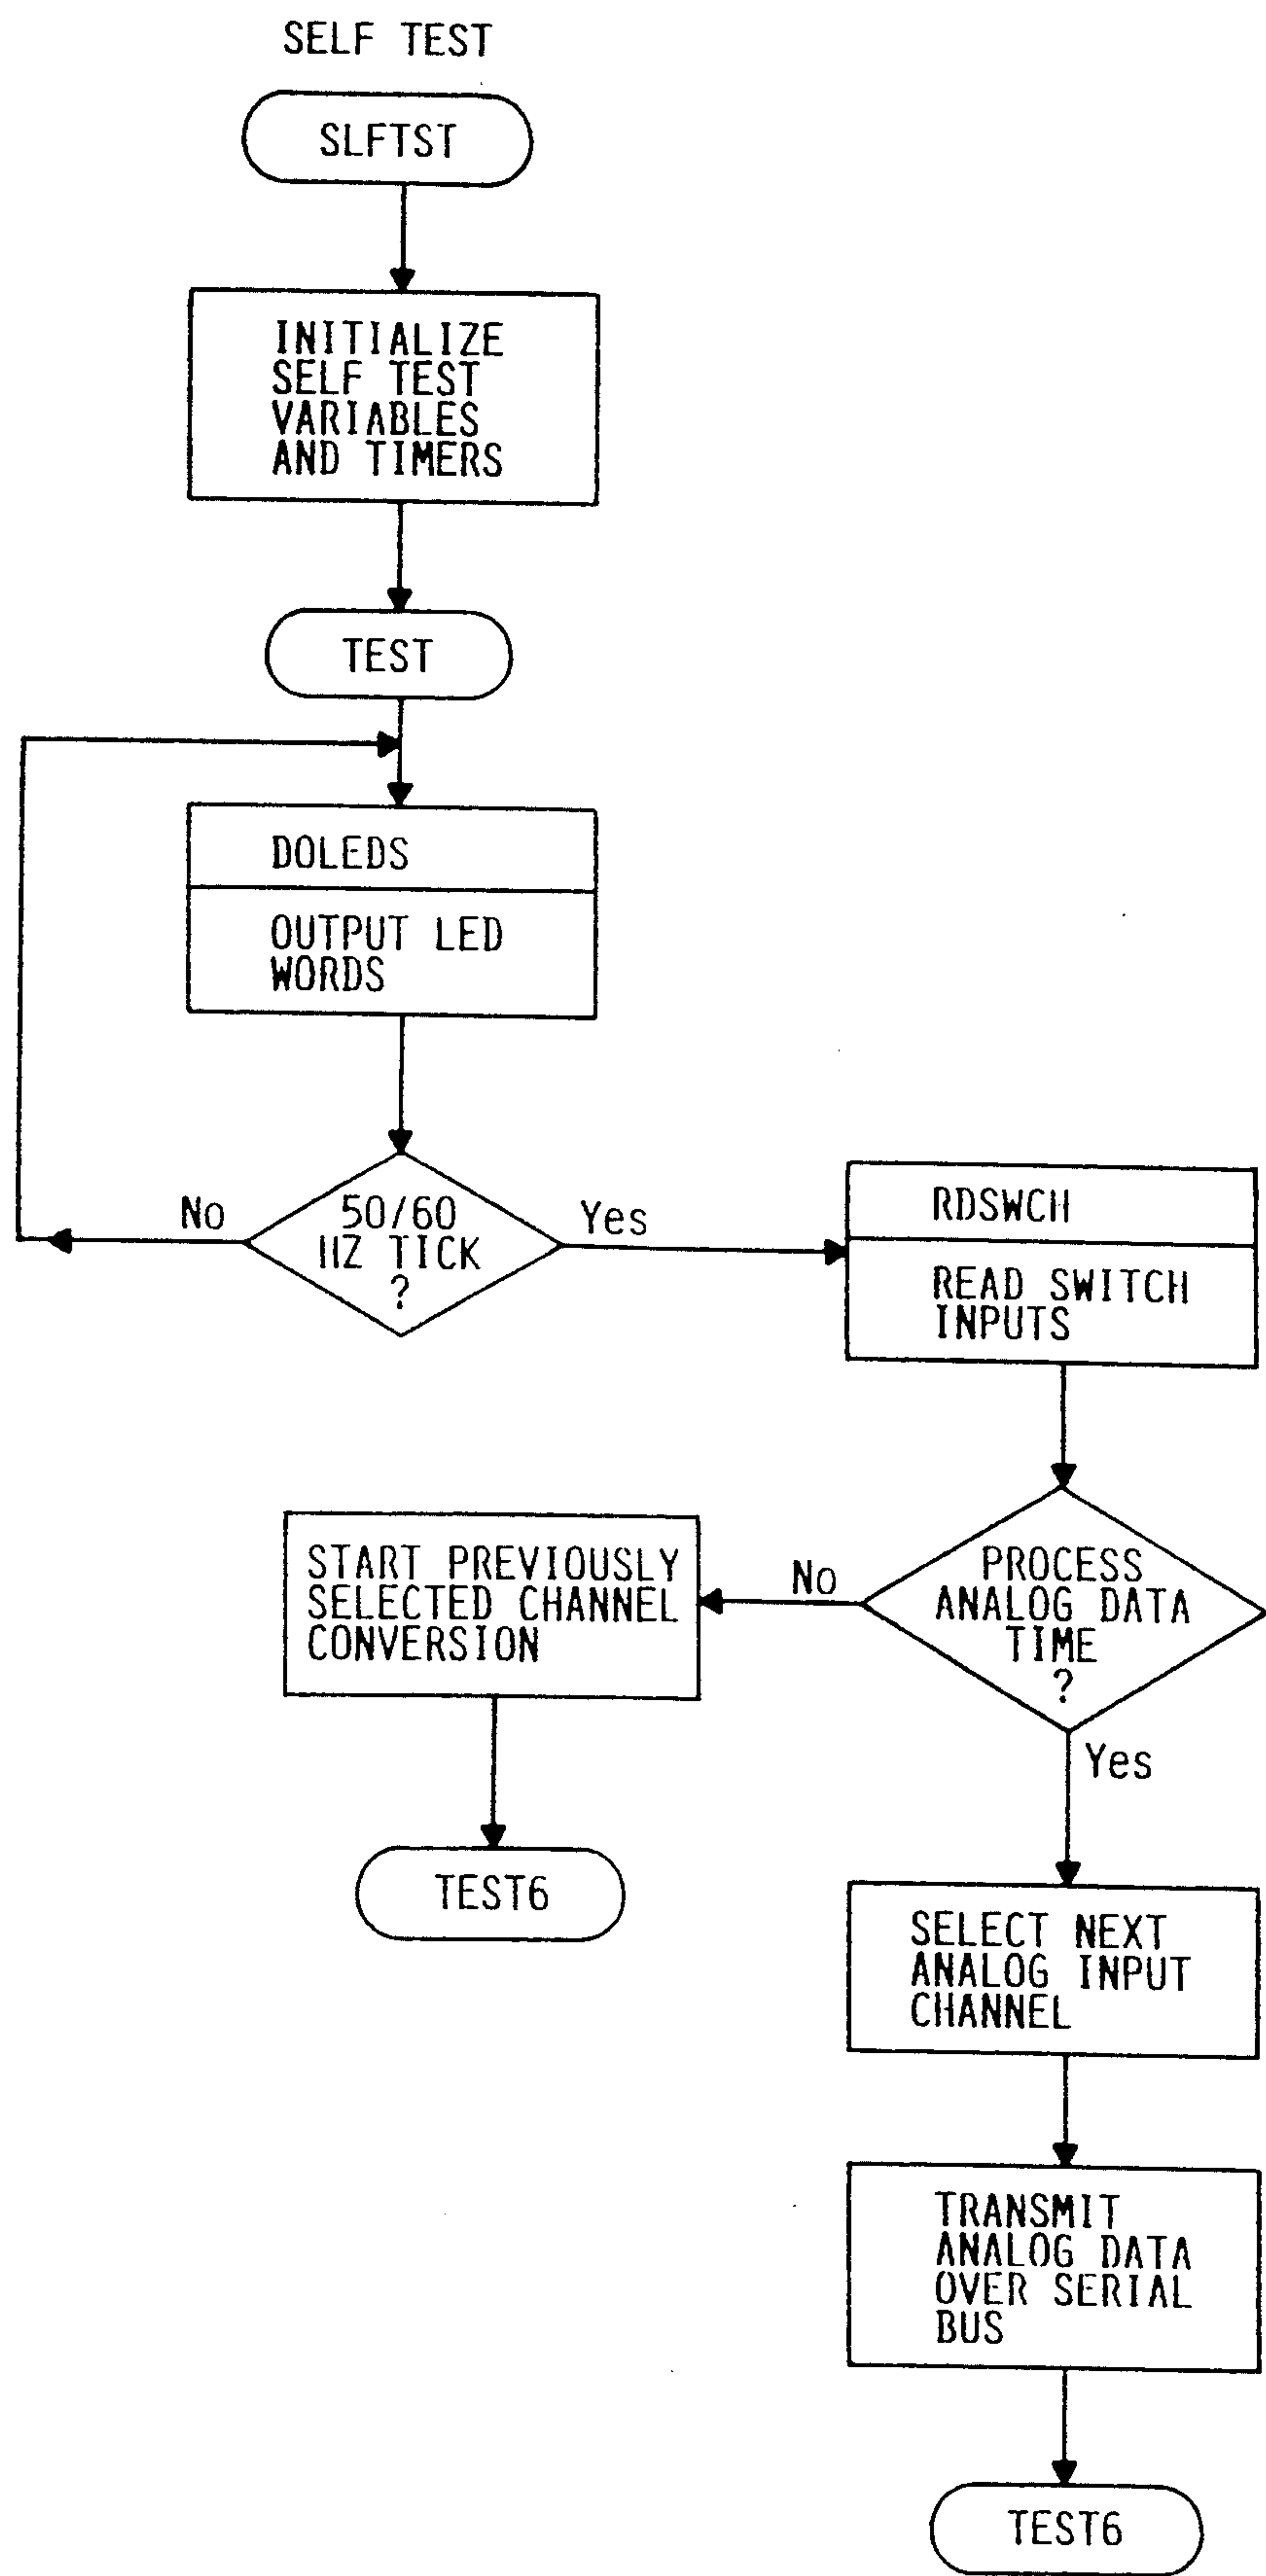 SELF TEST
SLFTST
INITIALIZE
SELF TEST
VARIABLES
AND TIMERS
TEST
DOLEDS
OUTPUT LED
WORDS
No
50/60
HZ TICK
?
Yes
RDSWCH
READ SWITCH
INPUTS
PROCESS
ANALOG DATA
TIME
?
No
START PREVIOUSLY
SELECTED CHANNEL
CONVERSION
TEST6
Yes
SELECT NEXT
ANALOG INPUT
CHANNEL
TRANSMIT
ANALOG DATA
OVER SERIAL
BUS
TEST6